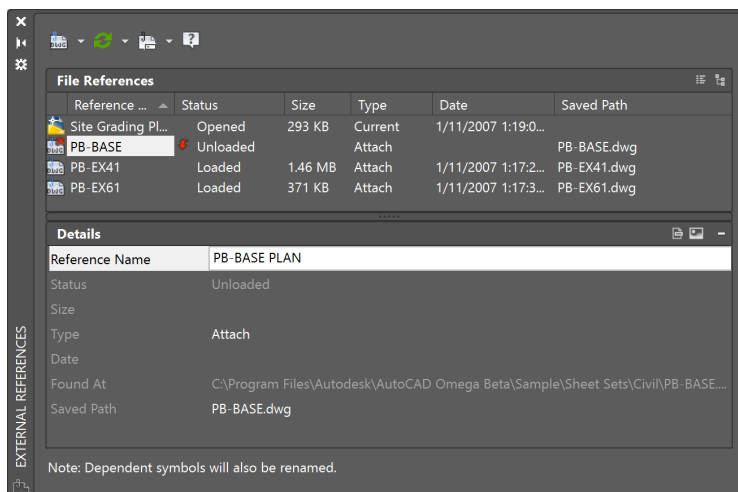 File References
Reference ... Status Size Type Date Saved Path
Site Grading Pl... Opened 293 KB Current 1/11/2007 1:19:0...
PB-BASE Unloaded Attach PB-BASE.dwg
PB-EX41 Loaded 1.46 MB Attach 1/11/2007 1:17:2... PB-EX41.dwg
PB-EX61 Loaded 371 KB Attach 1/11/2007 1:17:3... PB-EX61.dwg
Details
Reference Name PB-BASE PLAN
Status Unloaded
Size
Type Attach
Date
Found At C:\Program Files\Autodesk\AutoCAD Omega Beta\Sample\Sheet Sets\Civil\PB-BASE....
Saved Path PB-BASE.dwg
Note: Dependent symbols will also be renamed.
EXTERNAL REFERENCES